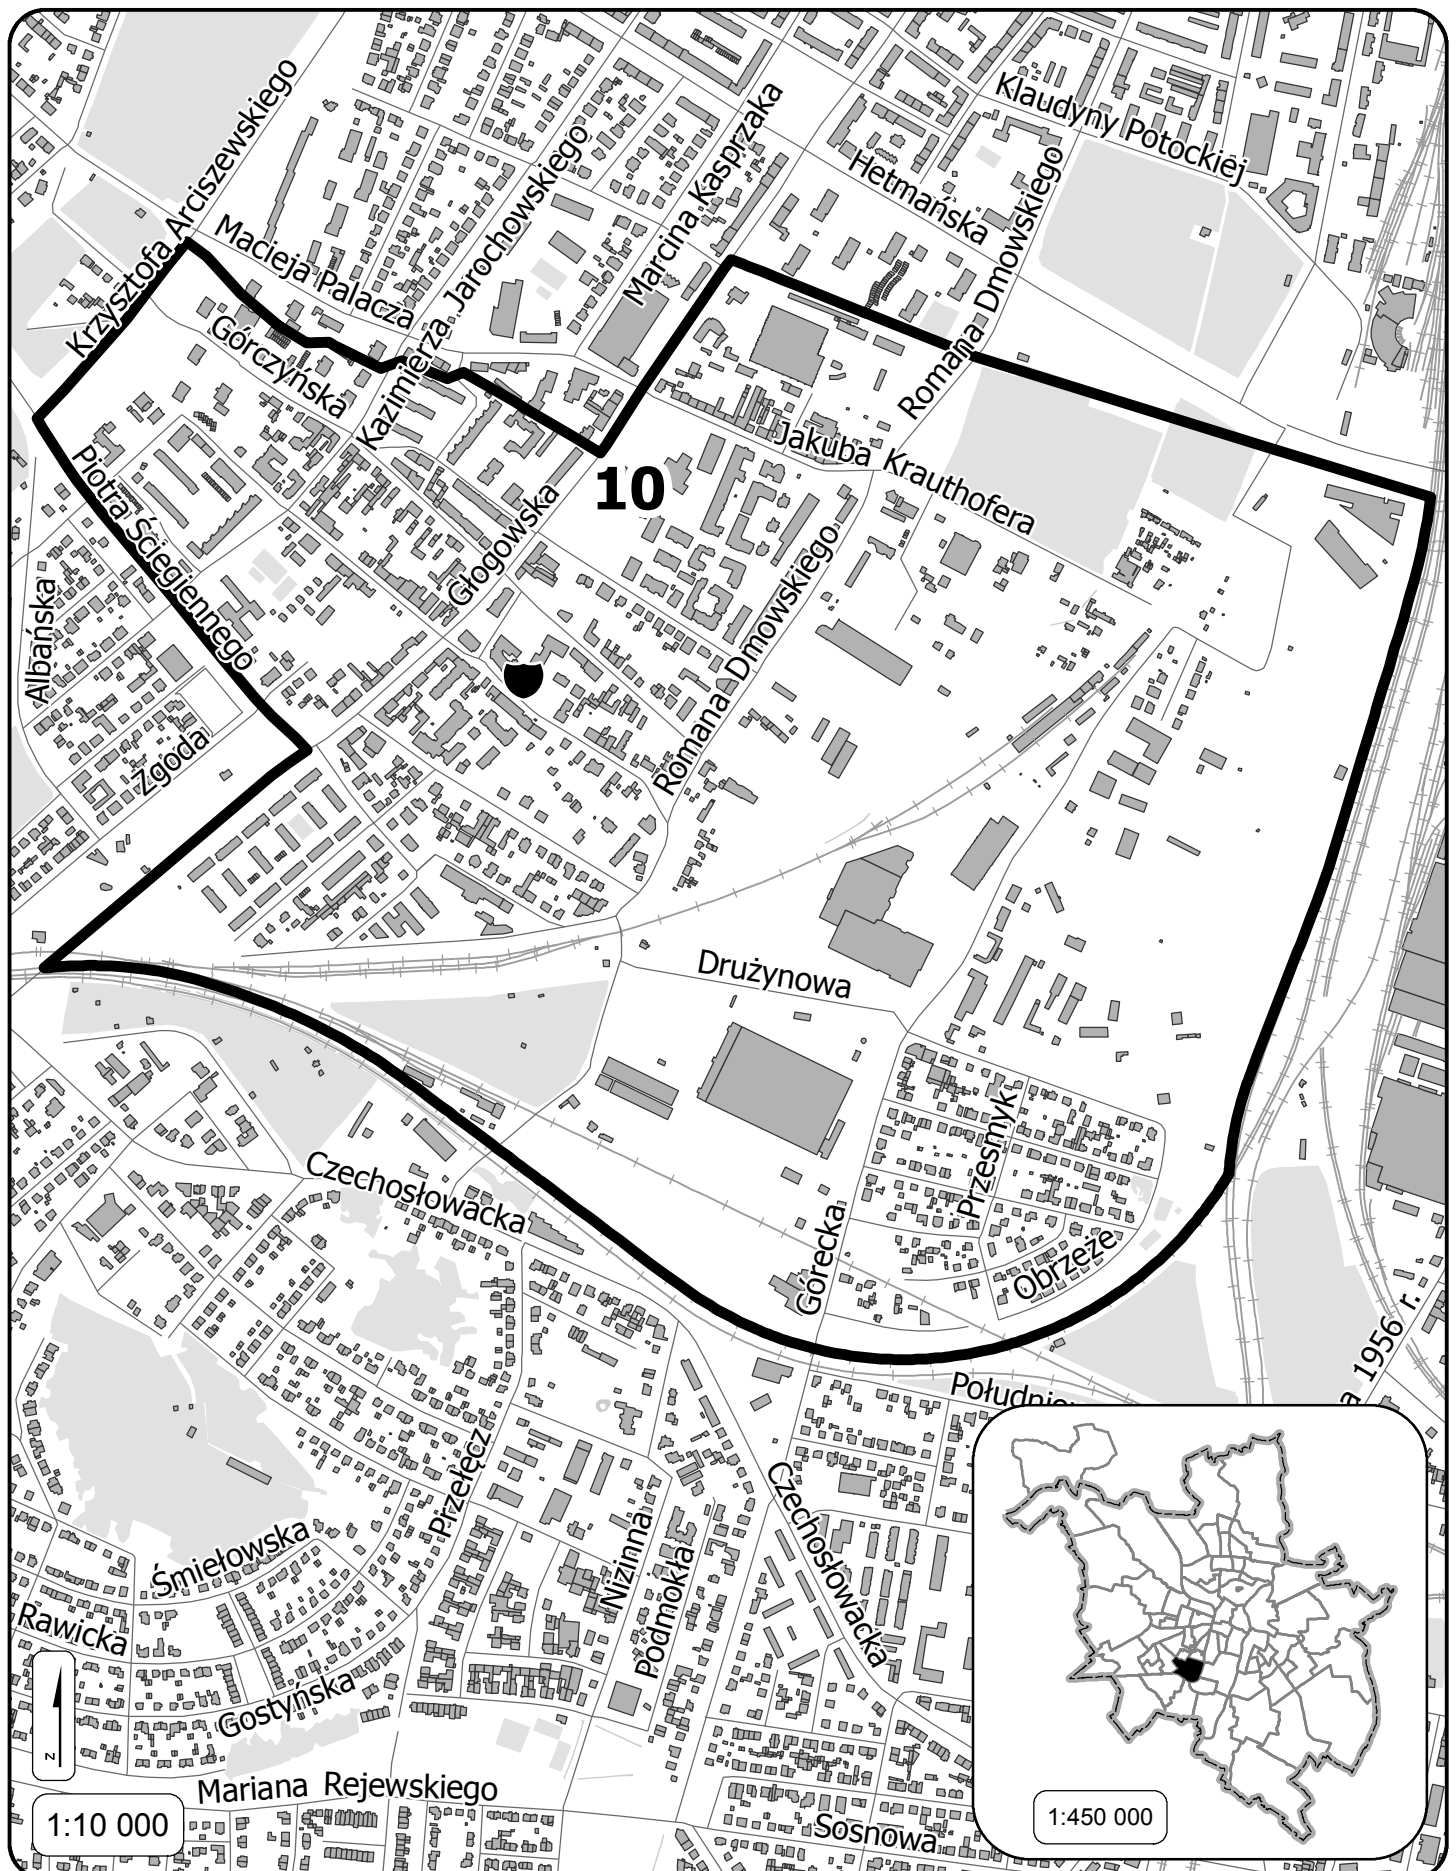 Klaudyny Potockiej
Krzysztofa Arciszewskiego
Macieja Palacza
Kazimierza Jarochowskiego
Marcina Kasprzaka
Hetmańska
Romana Dmowskiego
Górczyńska
Jakuba Krauthofera
10
Piotra Ściegiennego
Głogowska
Albańska
Romana Dmowskiego
Zgoda
Drużynowa
Przesmyk
Czechosłowacka
Górecka
Obrzeże
a 1956 r.
Południow
Przełęcz
Czechosłowacka
Nizinna
Podmokła
Śmiełowska
Rawicka
Gostyńska
z
Mariana Rejewskiego
1:10 000
Sosnowa
1:450 000